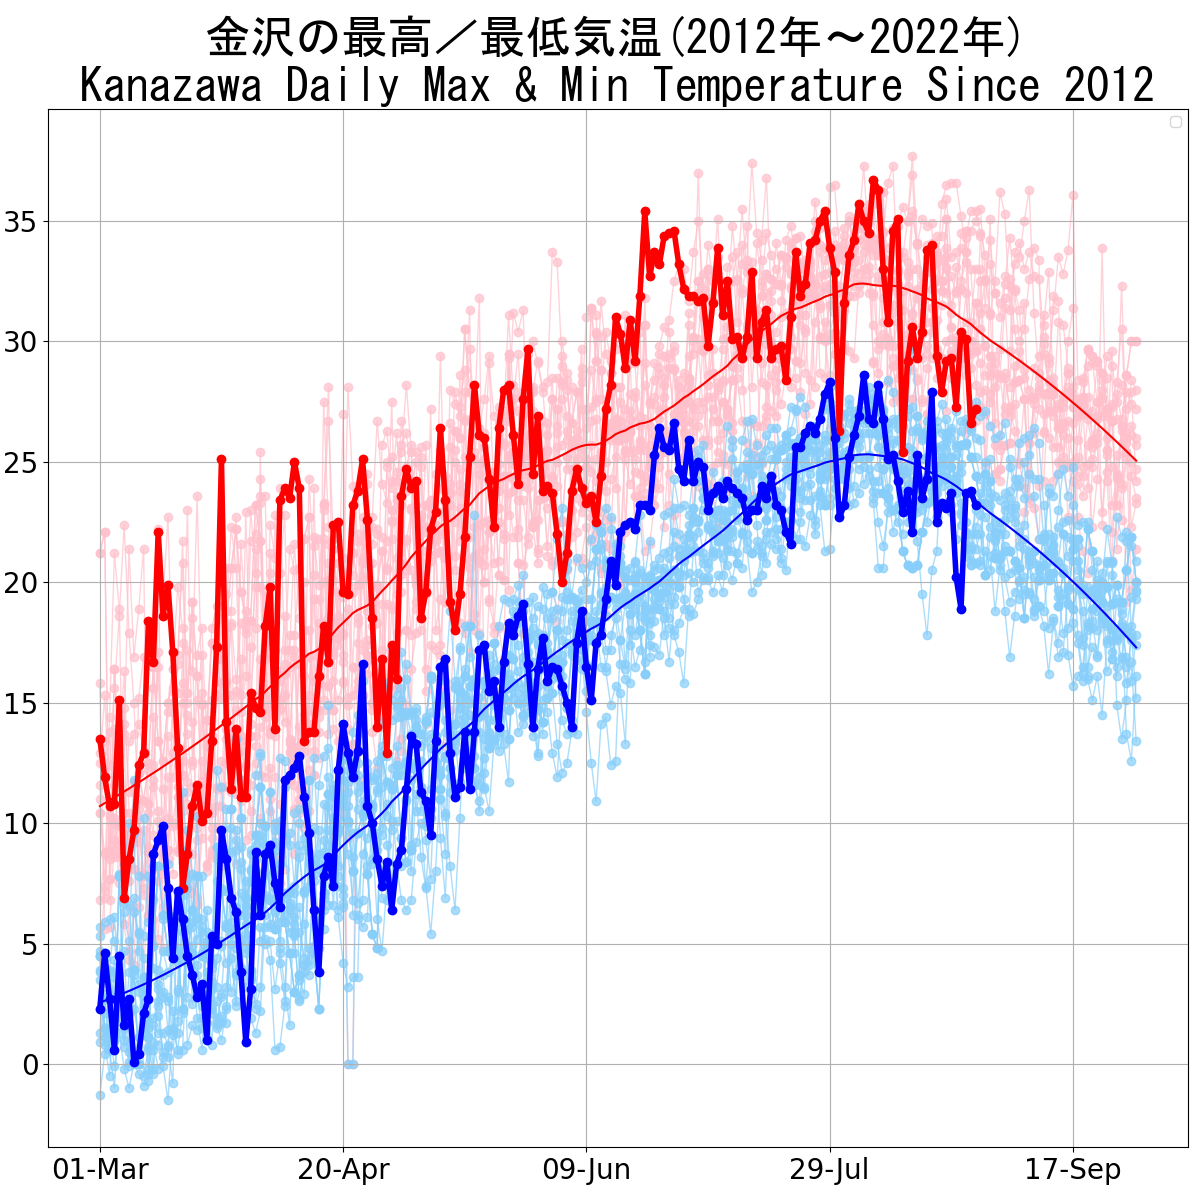 金沢の最高／最低気温(2012年～2022年)
Kanazawa Daily Max & Min Temperature Since 2012
35
30
25
20
15
10
5
0
01-Mar 20-Apr 09-Jun 29-Jul 17-Sep